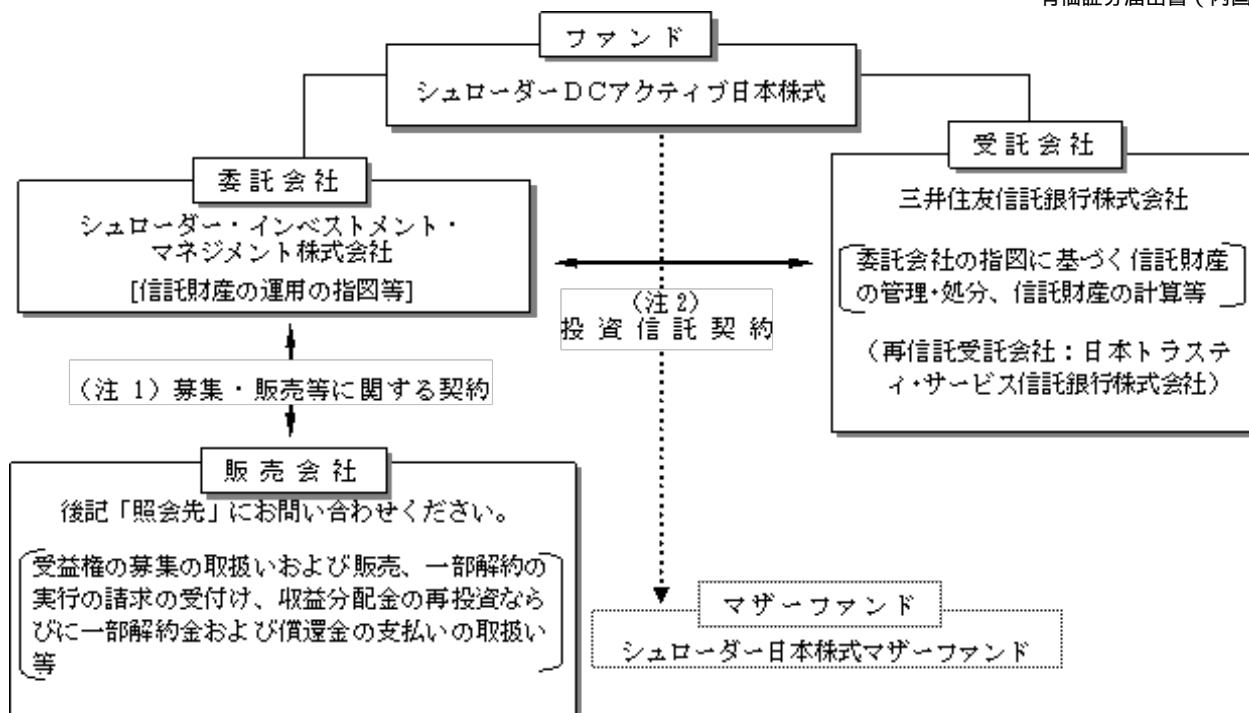 有価証券届出書（内国
ファンド
シュローダーＤＣアクティブ日本株式
委託会社
シュローダー・インベストメント・
マネジメント株式会社
[信託財産の運用の指図等]
受託会社
三井住友信託銀行株式会社
委託会社の指図に基づく信託財産
の管理・処分、信託財産の計算等
（再信託受託会社：日本トラステ
ィ・サービス信託銀行株式会社）
（注２）
投資信託契約
（注 1）募集・販売等に関する契約
販売会社
後記「照会先」にお問い合わせください。
受益権の募集の取扱いおよび販売、一部解約の
実行の請求の受付け、収益分配金の再投資なら
びに一部解約金および償還金の支払いの取扱い
等
マザーファンド
シュローダー日本株式マザーファンド